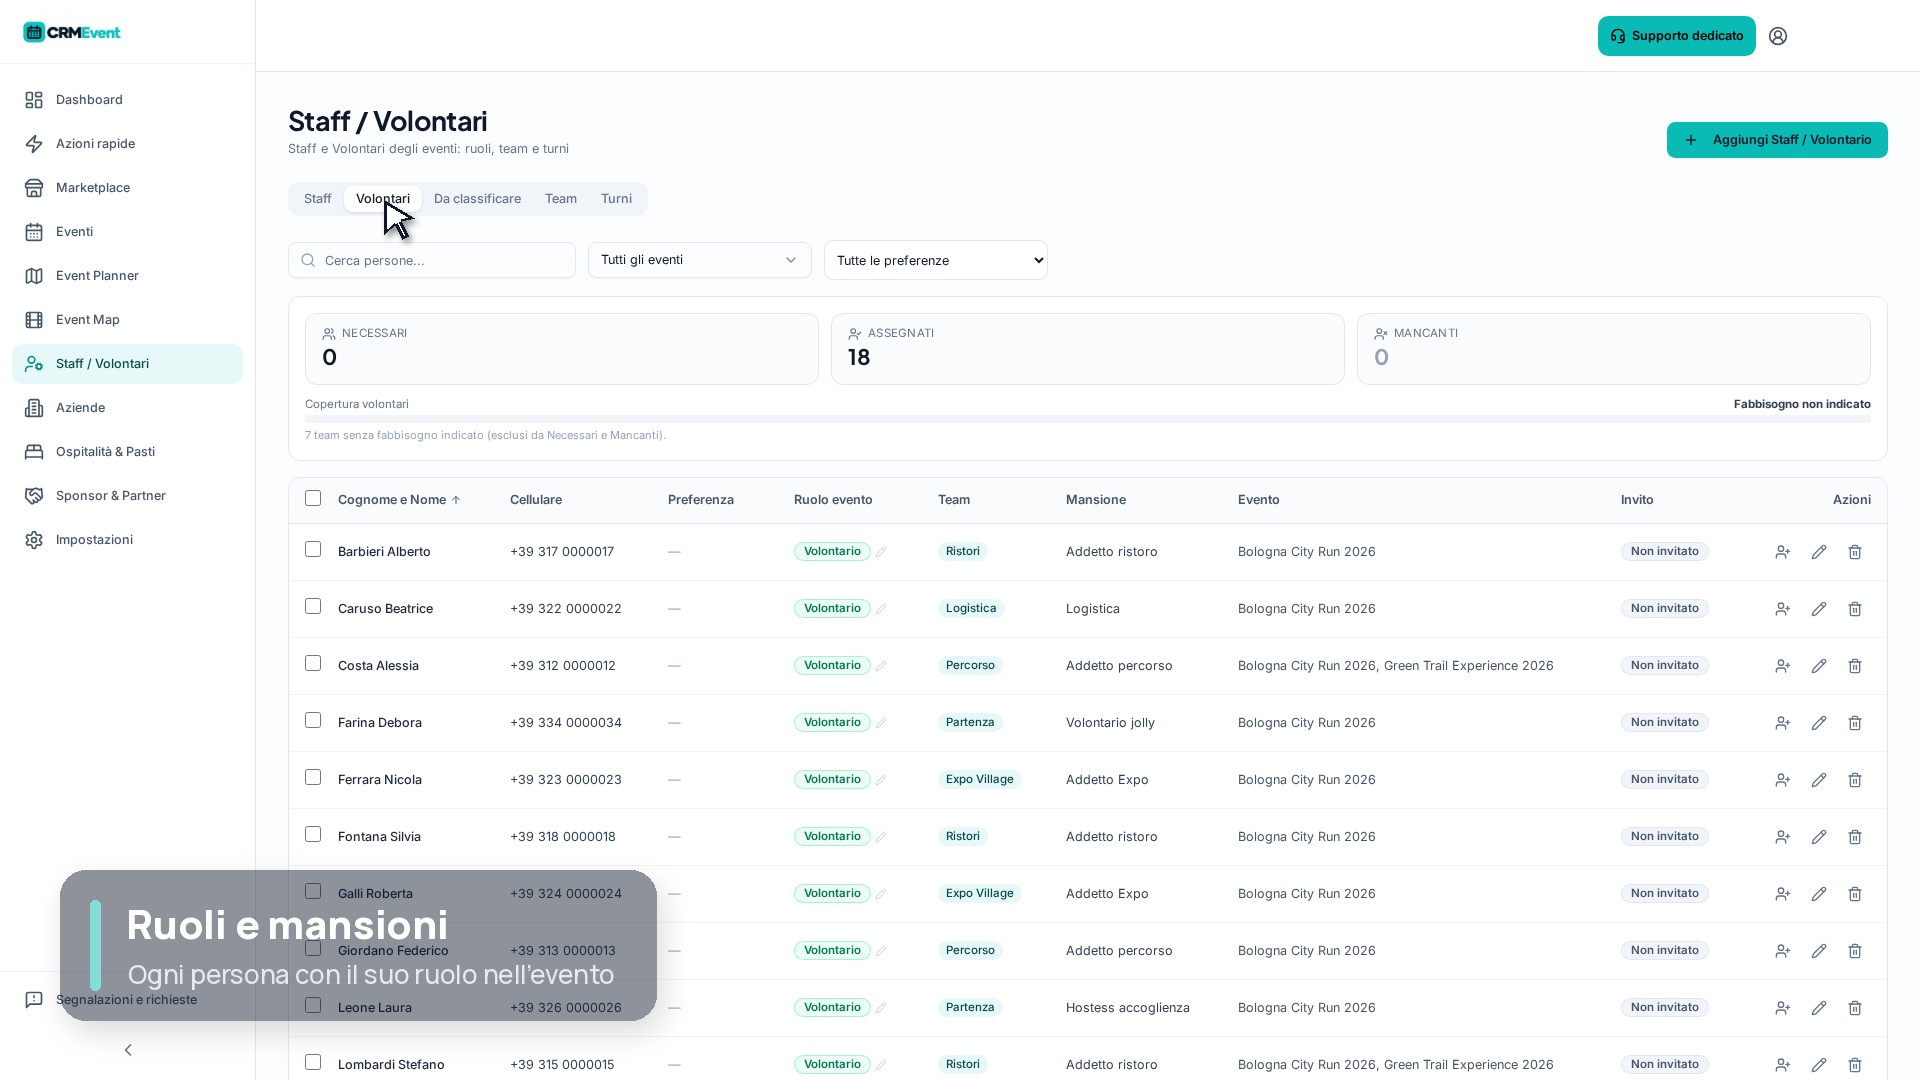 CRMEvent
Supporto dedicato
Dashboard
Azioni rapide
Marketplace
Eventi
Event Planner
Event Map
Staff / Volontari
Aziende
Ospitalità & Pasti
Sponsor & Partner
Impostazioni
Segnalazioni e richieste
Staff / Volontari
Staff e Volontari degli eventi: ruoli, team e turni
Aggiungi Staff / Volontario
Staff Volontari Da classificare Team Turni
Cerca persone... Tutti gli eventi Tutte le preferenze
NECESSARI
0
ASSEGNATI
18
MANCANTI
0
Copertura volontari Fabbisogno non indicato
7 team senza fabbisogno indicato (esclusi da Necessari e Mancanti).
Cognome e Nome ↑ Cellulare Preferenza Ruolo evento Team Mansione Evento Invito Azioni
Barbieri Alberto +39 317 0000017 — Volontario Ristori Addetto ristoro Bologna City Run 2026 Non invitato
Caruso Beatrice +39 322 0000022 — Volontario Logistica Logistica Bologna City Run 2026 Non invitato
Costa Alessia +39 312 0000012 — Volontario Percorso Addetto percorso Bologna City Run 2026, Green Trail Experience 2026 Non invitato
Farina Debora +39 334 0000034 — Volontario Partenza Volontario jolly Bologna City Run 2026 Non invitato
Ferrara Nicola +39 323 0000023 — Volontario Expo Village Addetto Expo Bologna City Run 2026 Non invitato
Fontana Silvia +39 318 0000018 — Volontario Ristori Addetto ristoro Bologna City Run 2026 Non invitato
Galli Roberta +39 324 0000024 — Volontario Expo Village Addetto Expo Bologna City Run 2026 Non invitato
Giordano Federico +39 313 0000013 — Volontario Percorso Addetto percorso Bologna City Run 2026 Non invitato
Leone Laura +39 326 0000026 — Volontario Partenza Hostess accoglienza Bologna City Run 2026 Non invitato
Lombardi Stefano +39 315 0000015 — Volontario Ristori Addetto ristoro Bologna City Run 2026, Green Trail Experience 2026 Non invitato
Ruoli e mansioni
Ogni persona con il suo ruolo nell'evento